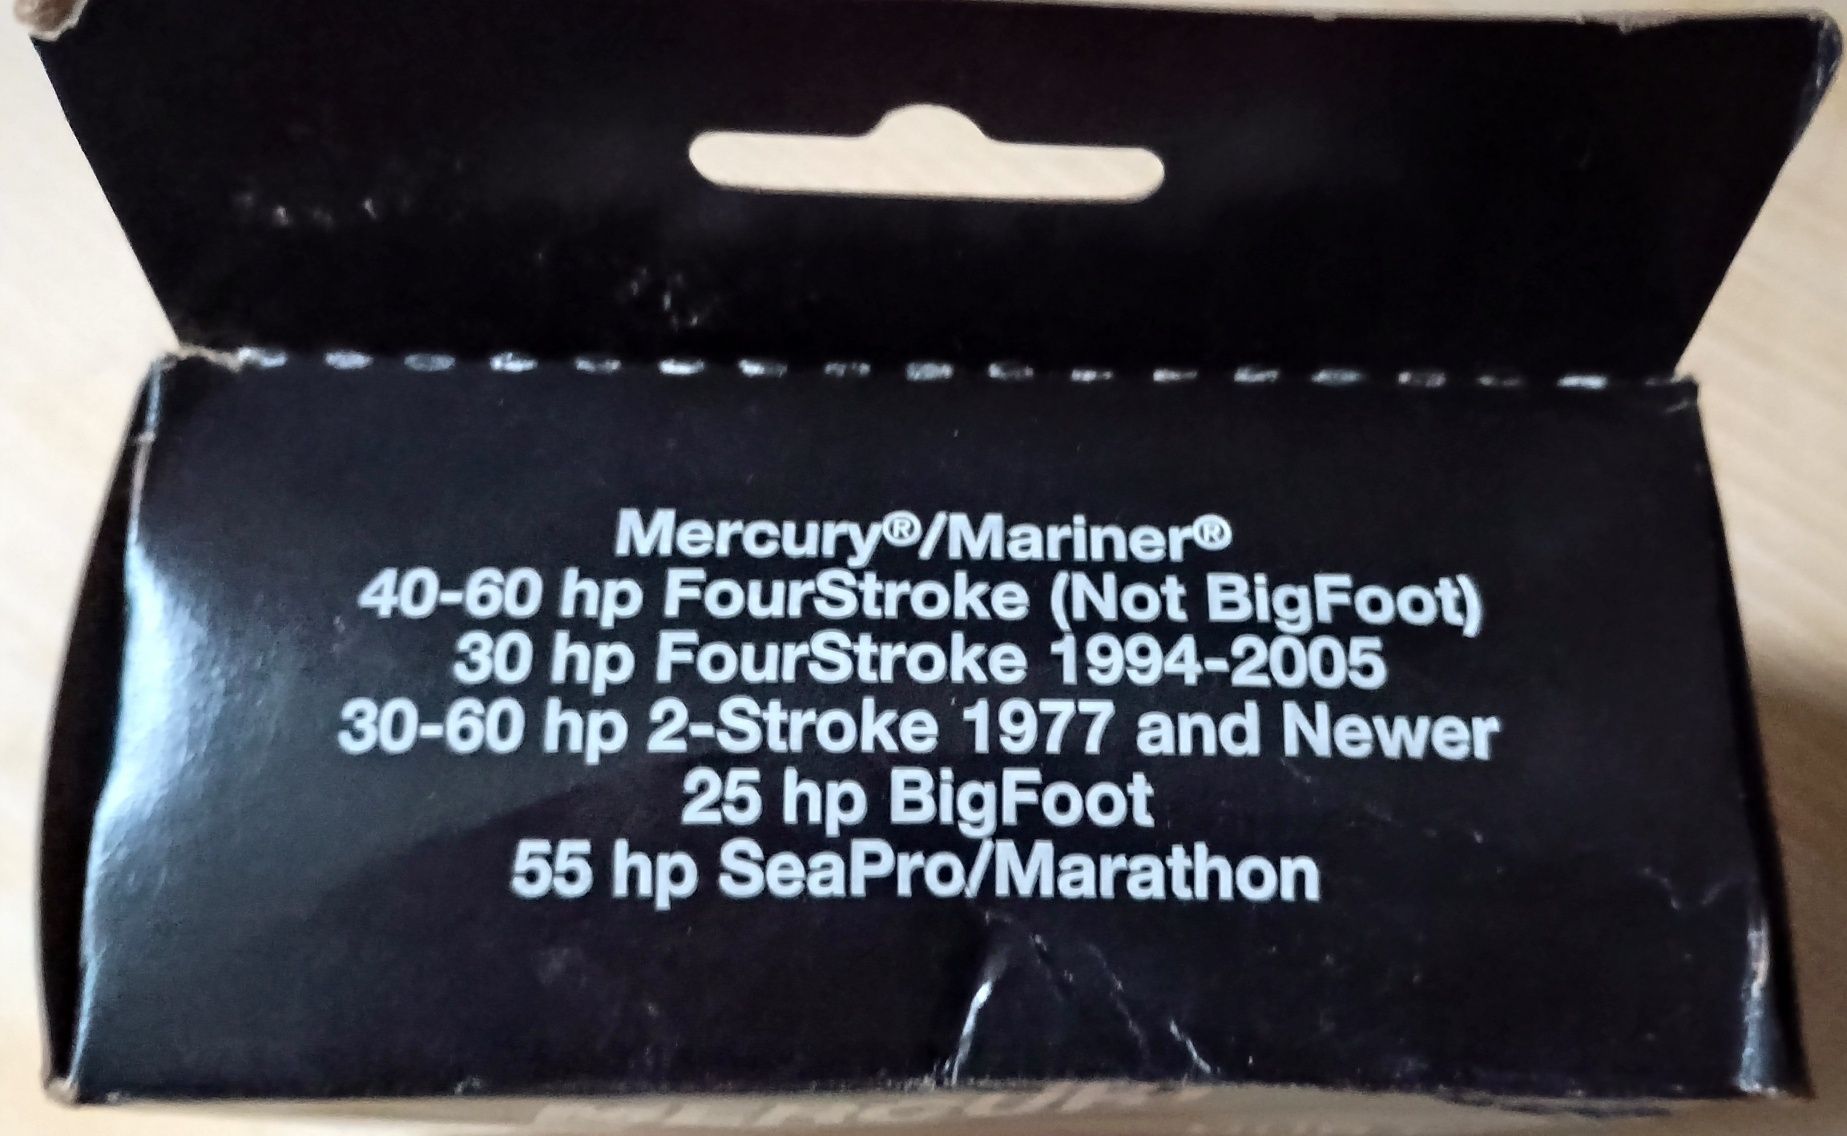 Mercury®/Mariner®
40-60 hp FourStroke (Not BigFoot)
30 hp FourStroke 1994-2005
30-60 hp 2-Stroke 1977 and Newer
25 hp BigFoot
55 hp SeaPro/Marathon
MERCURY